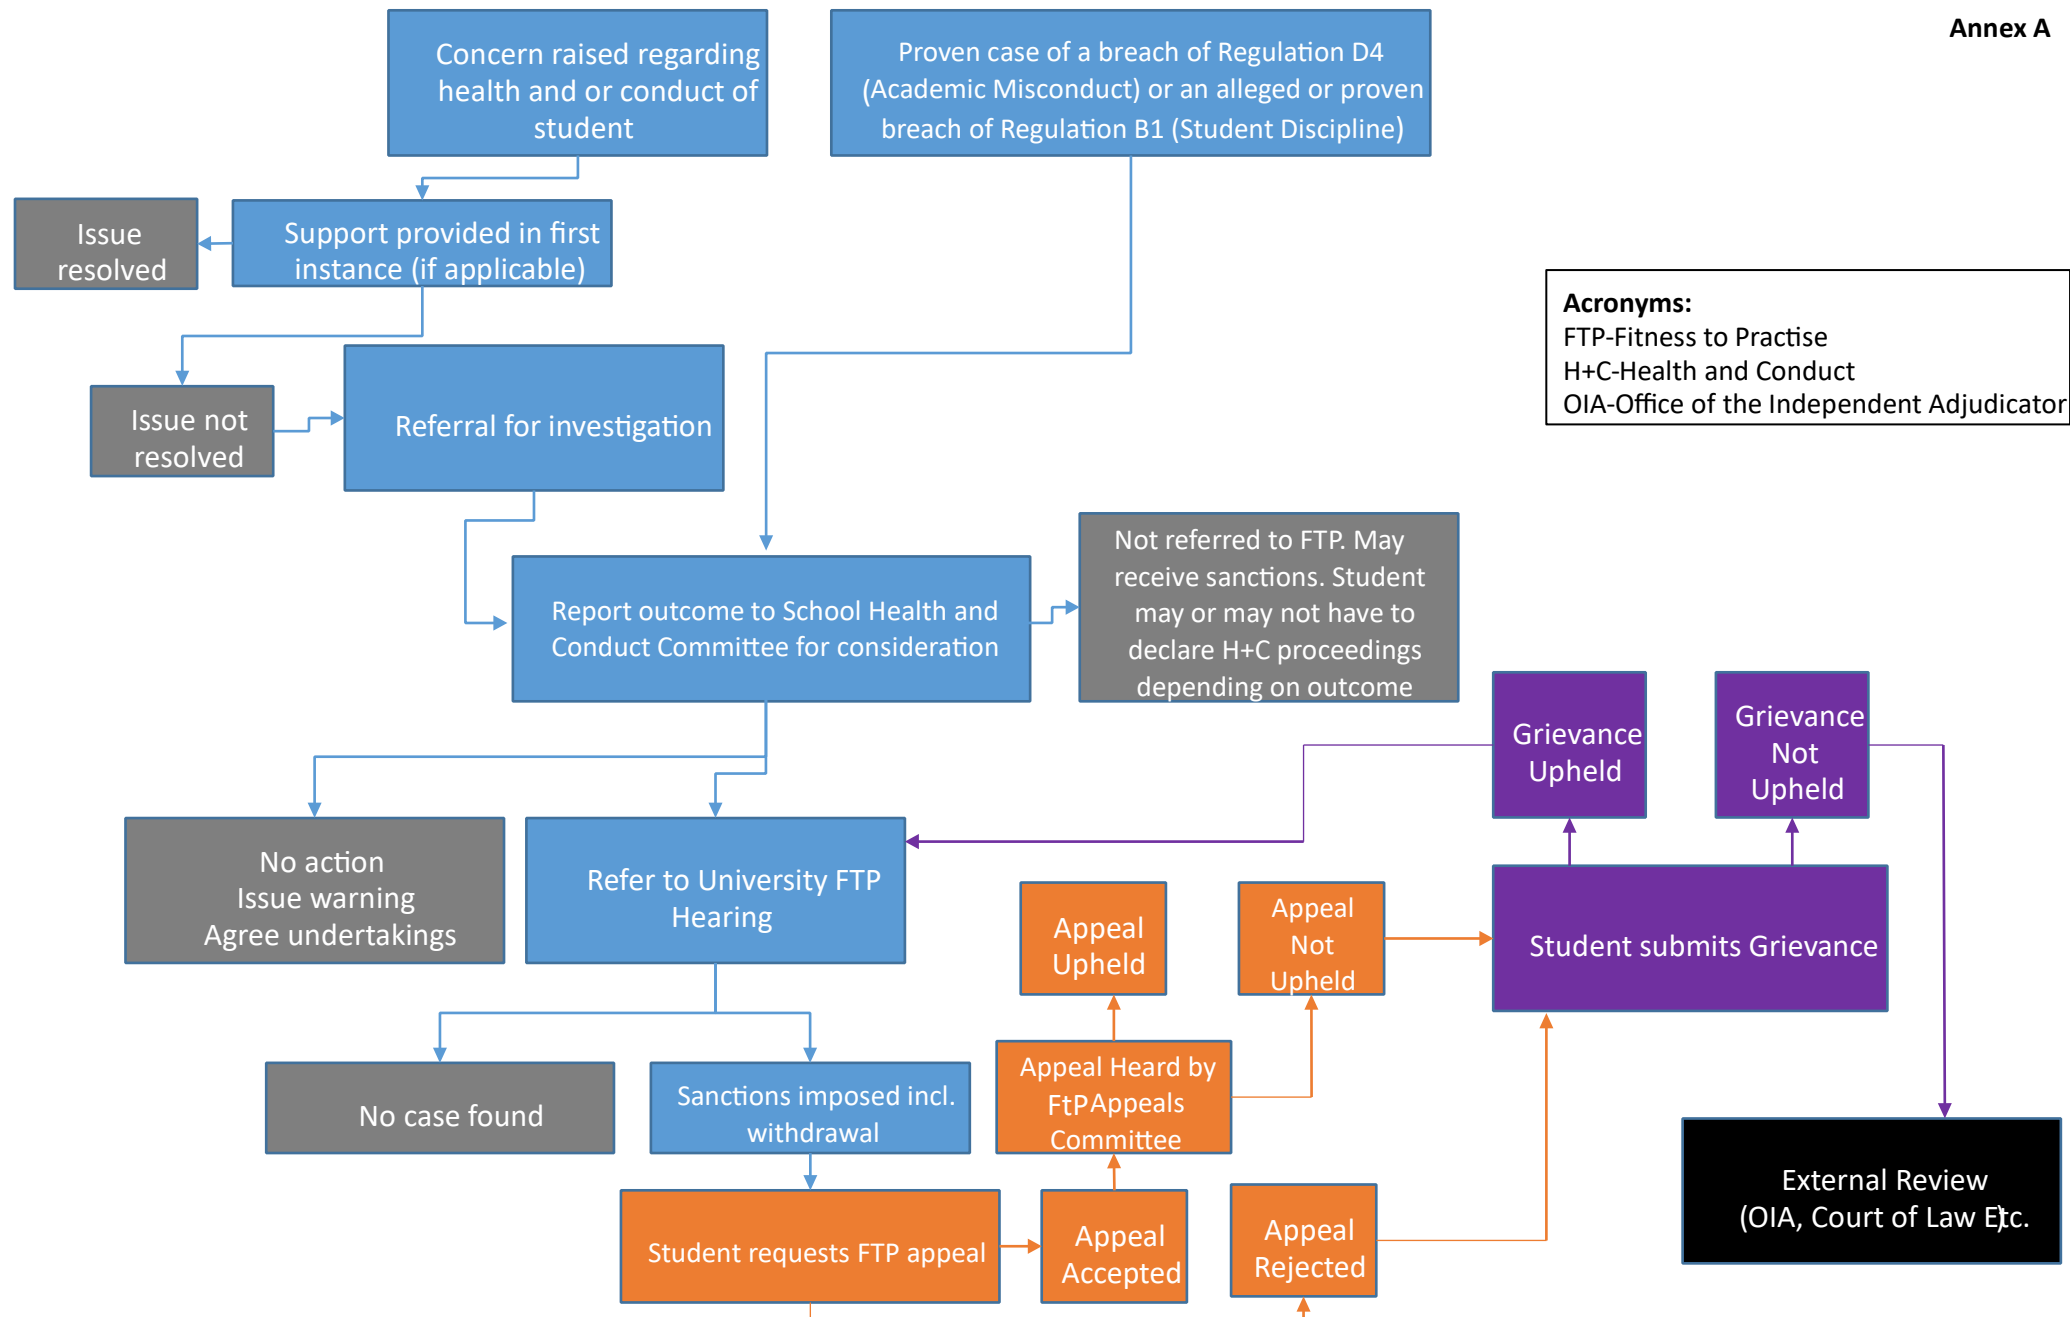 Annex A
Concern raised regarding
health and or conduct of
student
Proven case of a breach of Regulation D4
(Academic Misconduct) or an alleged or proven
breach of Regulation B1 (Student Discipline)
Issue
resolved
Support provided in first
instance (if applicable)
Acronyms:
FTP-Fitness to Practise
H+C-Health and Conduct
OIA-Office of the Independent Adjudicator
Issue not
resolved
Referral for investigation
Not referred to FTP. May
receive sanctions. Student
may or may not have to
declare H+C proceedings
depending on outcome
Report outcome to School Health and
Conduct Committee for consideration
Grievance
Upheld
Grievance
Not
Upheld
No action
Issue warning
Agree undertakings
Refer to University FTP
Hearing
Appeal
Upheld
Appeal
Not
Upheld
Student submits Grievance
No case found
Sanctions imposed incl.
withdrawal
Appeal Heard by
FtP Appeals
Committee
External Review
(OIA, Court of Law Etc.)
Student requests FTP appeal
Appeal
Accepted
Appeal
Rejected